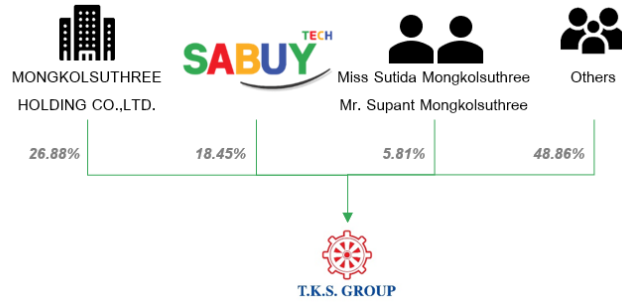 TECH
SABUY
MONGKOLSUTHREE
HOLDING CO.,LTD.
Miss Sutida Mongkolsuthree
Mr. Supant Mongkolsuthree
Others
26.88%
18.45%
5.81%
48.86%
T.K.S. GROUP